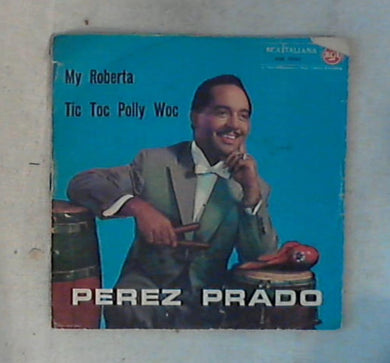 RCA ITALIANA
My Roberta
Tic Toc Polly Woc
PEREZ PRADO